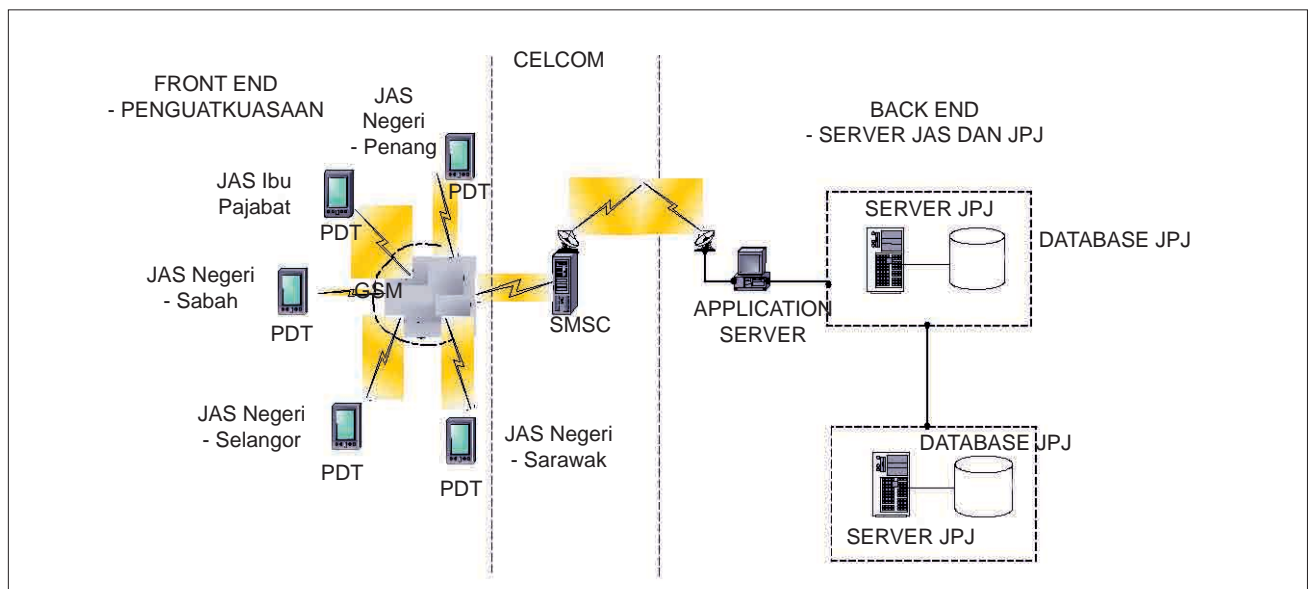 FRONT END
- PENGUATKUASAAN
JAS
Negeri
- Penang
PDT
JAS Ibu
Pajabat
PDT
JAS Negeri
- Sabah
PDT
GSM
JAS Negeri
- Selangor
PDT
JAS Negeri
- Sarawak
PDT
CELCOM
SMSC
BACK END
- SERVER JAS DAN JPJ
APPLICATION
SERVER
SERVER JPJ
DATABASE JPJ
DATABASE JPJ
SERVER JPJ